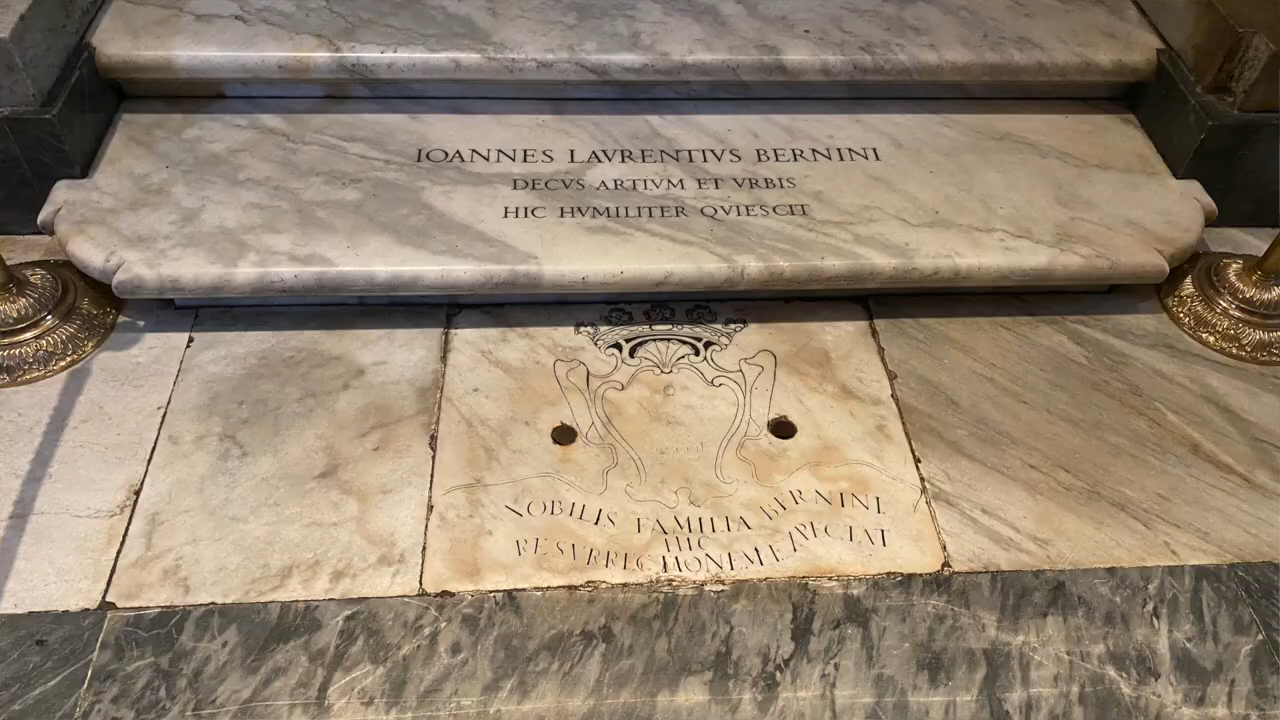 IOANNES LAVRENTIVS BERNINI
DECVS ARTIVM ET VRBIS
HIC HVMILITER QVIESCIT
NOBILIS FAMILIA BERNINI
HIC
RESVRRECTIONEM EXPECTAT